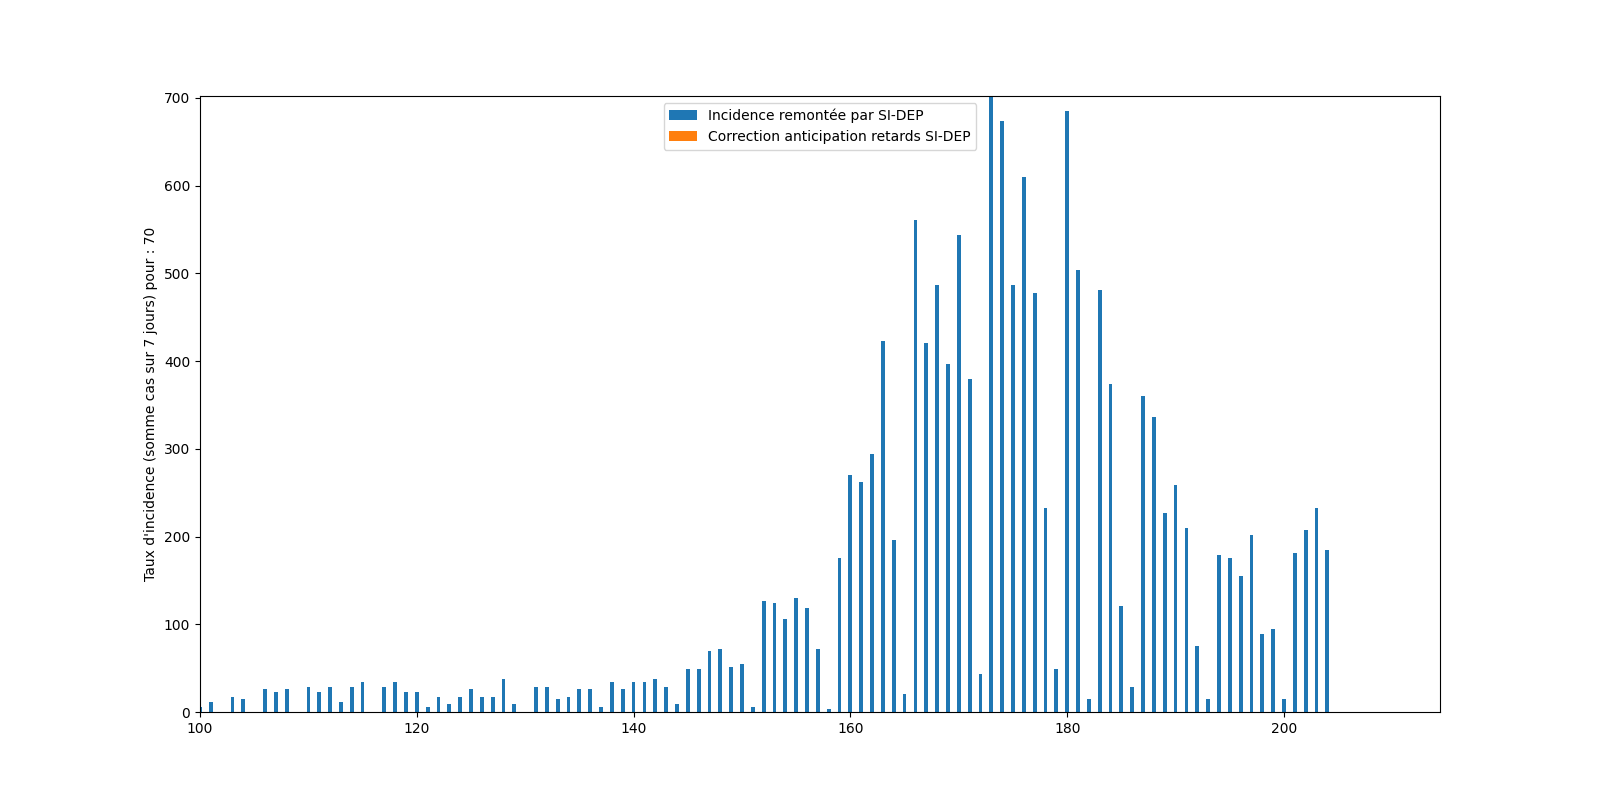 Incidence remontée par SI-DEP
Correction anticipation retards SI-DEP
Taux d'incidence (somme cas sur 7 jours) pour : 70
700
600
500
400
300
200
100
0
100 120 140 160 180 200